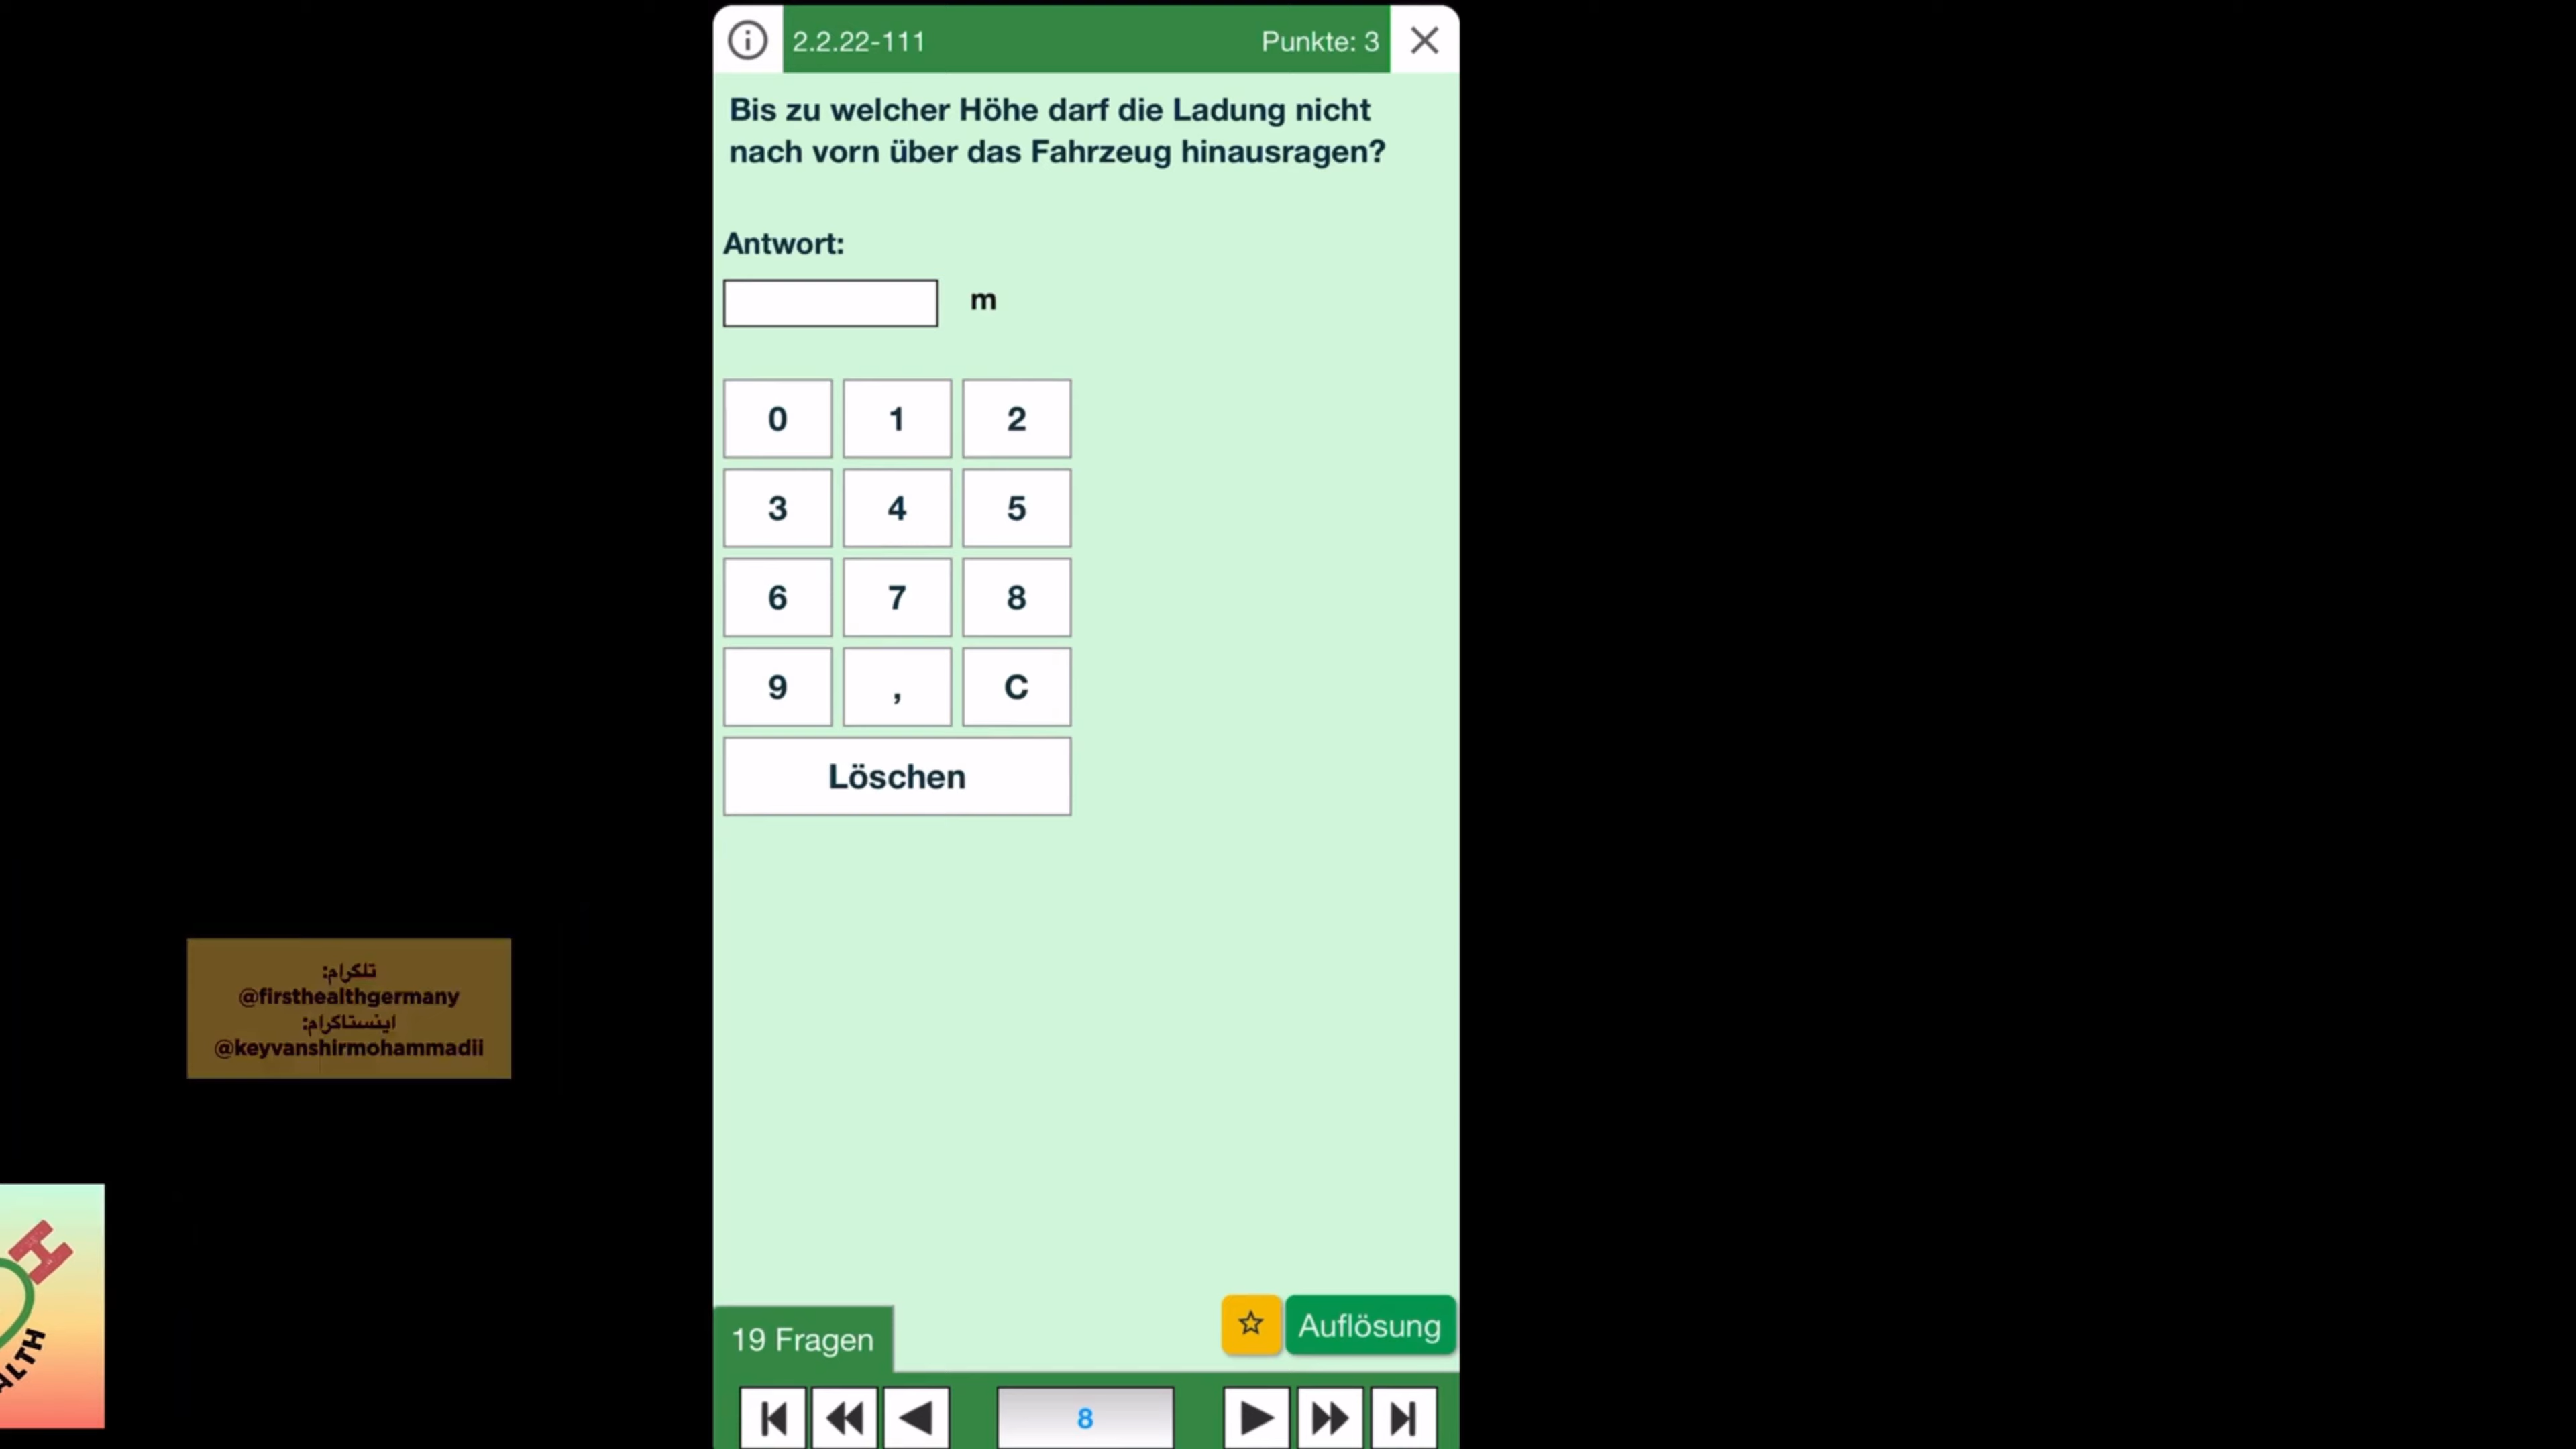 2.2.22-111
Punkte: 3
Bis zu welcher Höhe darf die Ladung nicht
nach vorn über das Fahrzeug hinausragen?
Antwort:
m
0 1 2
3 4 5
6 7 8
9 , C
Löschen
تلگرام:
@firsthealthgermany
اینستاگرام:
@keyvanshirmohammadii
H
ALTH
Auflösung
19 Fragen
8